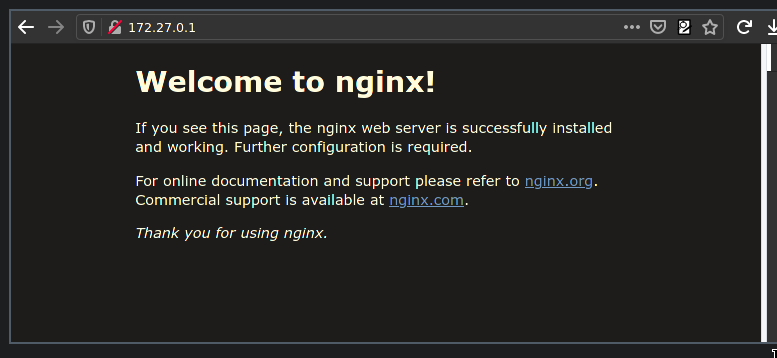 172.27.0.1
Welcome to nginx!
If you see this page, the nginx web server is successfully installed
and working. Further configuration is required.
For online documentation and support please refer to nginx.org.
Commercial support is available at nginx.com.
Thank you for using nginx.